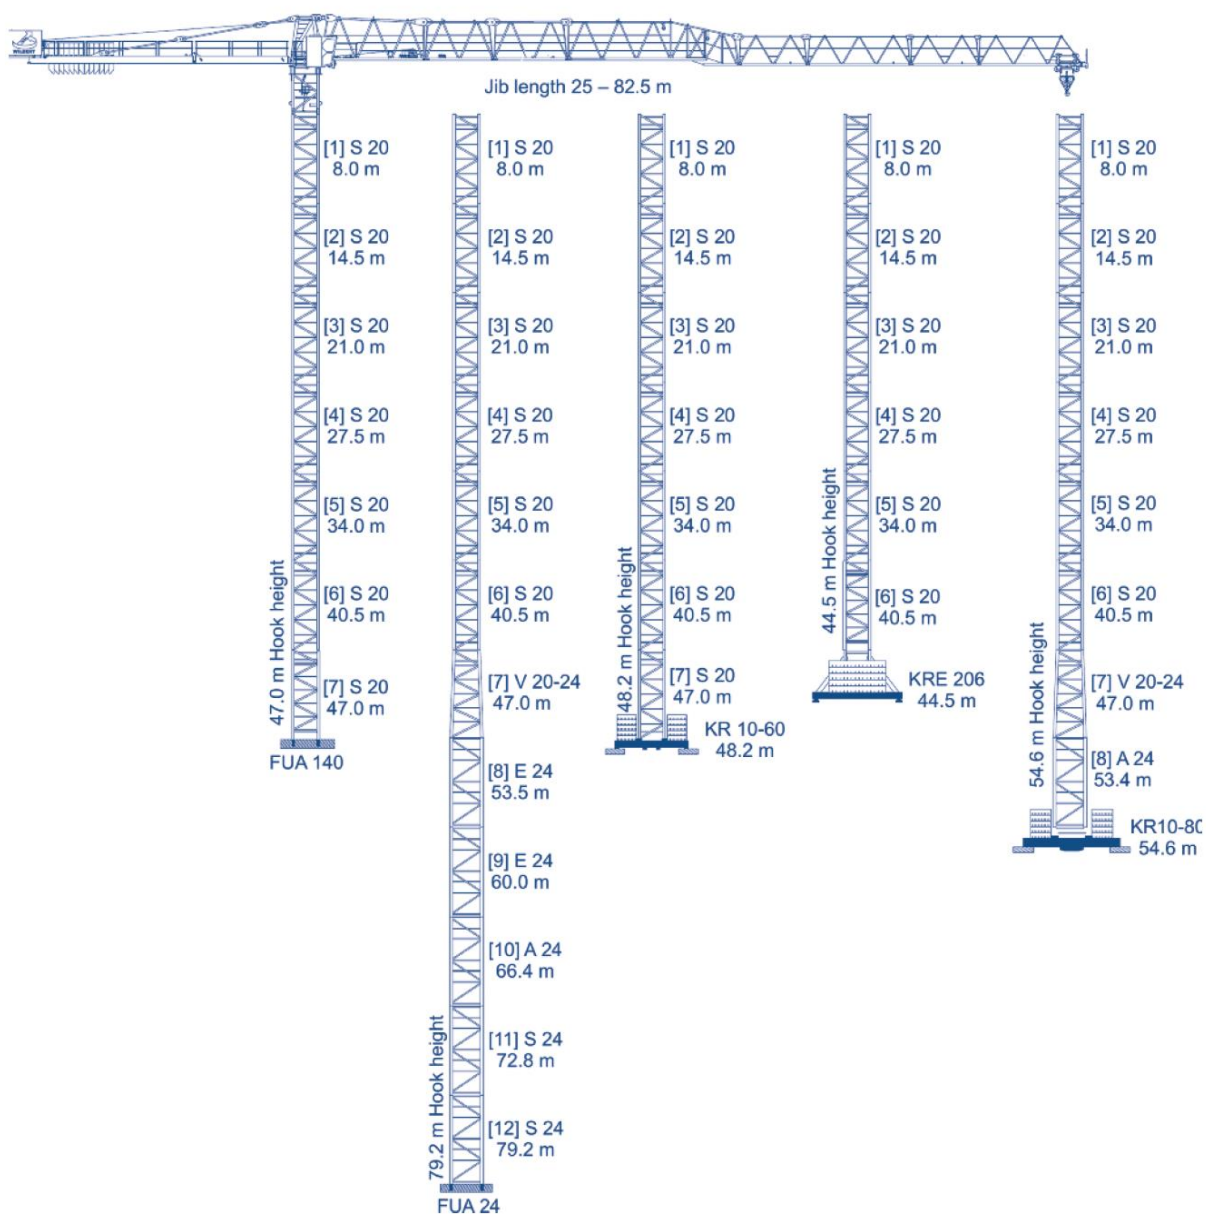 WILBERT
Jib length 25 – 82.5 m
[1] S 20
8.0 m
[2] S 20
14.5 m
[3] S 20
21.0 m
[4] S 20
27.5 m
[5] S 20
34.0 m
[6] S 20
40.5 m
[7] S 20
47.0 m
47.0 m Hook height
FUA 140
[1] S 20
8.0 m
[2] S 20
14.5 m
[3] S 20
21.0 m
[4] S 20
27.5 m
[5] S 20
34.0 m
[6] S 20
40.5 m
[7] V 20-24
47.0 m
[8] E 24
53.5 m
[9] E 24
60.0 m
[10] A 24
66.4 m
[11] S 24
72.8 m
[12] S 24
79.2 m
79.2 m Hook height
FUA 24
[1] S 20
8.0 m
[2] S 20
14.5 m
[3] S 20
21.0 m
[4] S 20
27.5 m
[5] S 20
34.0 m
[6] S 20
40.5 m
[7] S 20
47.0 m
48.2 m Hook height
KR 10-60
48.2 m
[1] S 20
8.0 m
[2] S 20
14.5 m
[3] S 20
21.0 m
[4] S 20
27.5 m
[5] S 20
34.0 m
[6] S 20
40.5 m
44.5 m Hook height
KRE 206
44.5 m
[1] S 20
8.0 m
[2] S 20
14.5 m
[3] S 20
21.0 m
[4] S 20
27.5 m
[5] S 20
34.0 m
[6] S 20
40.5 m
[7] V 20-24
47.0 m
[8] A 24
53.4 m
54.6 m Hook height
KR10-80
54.6 m